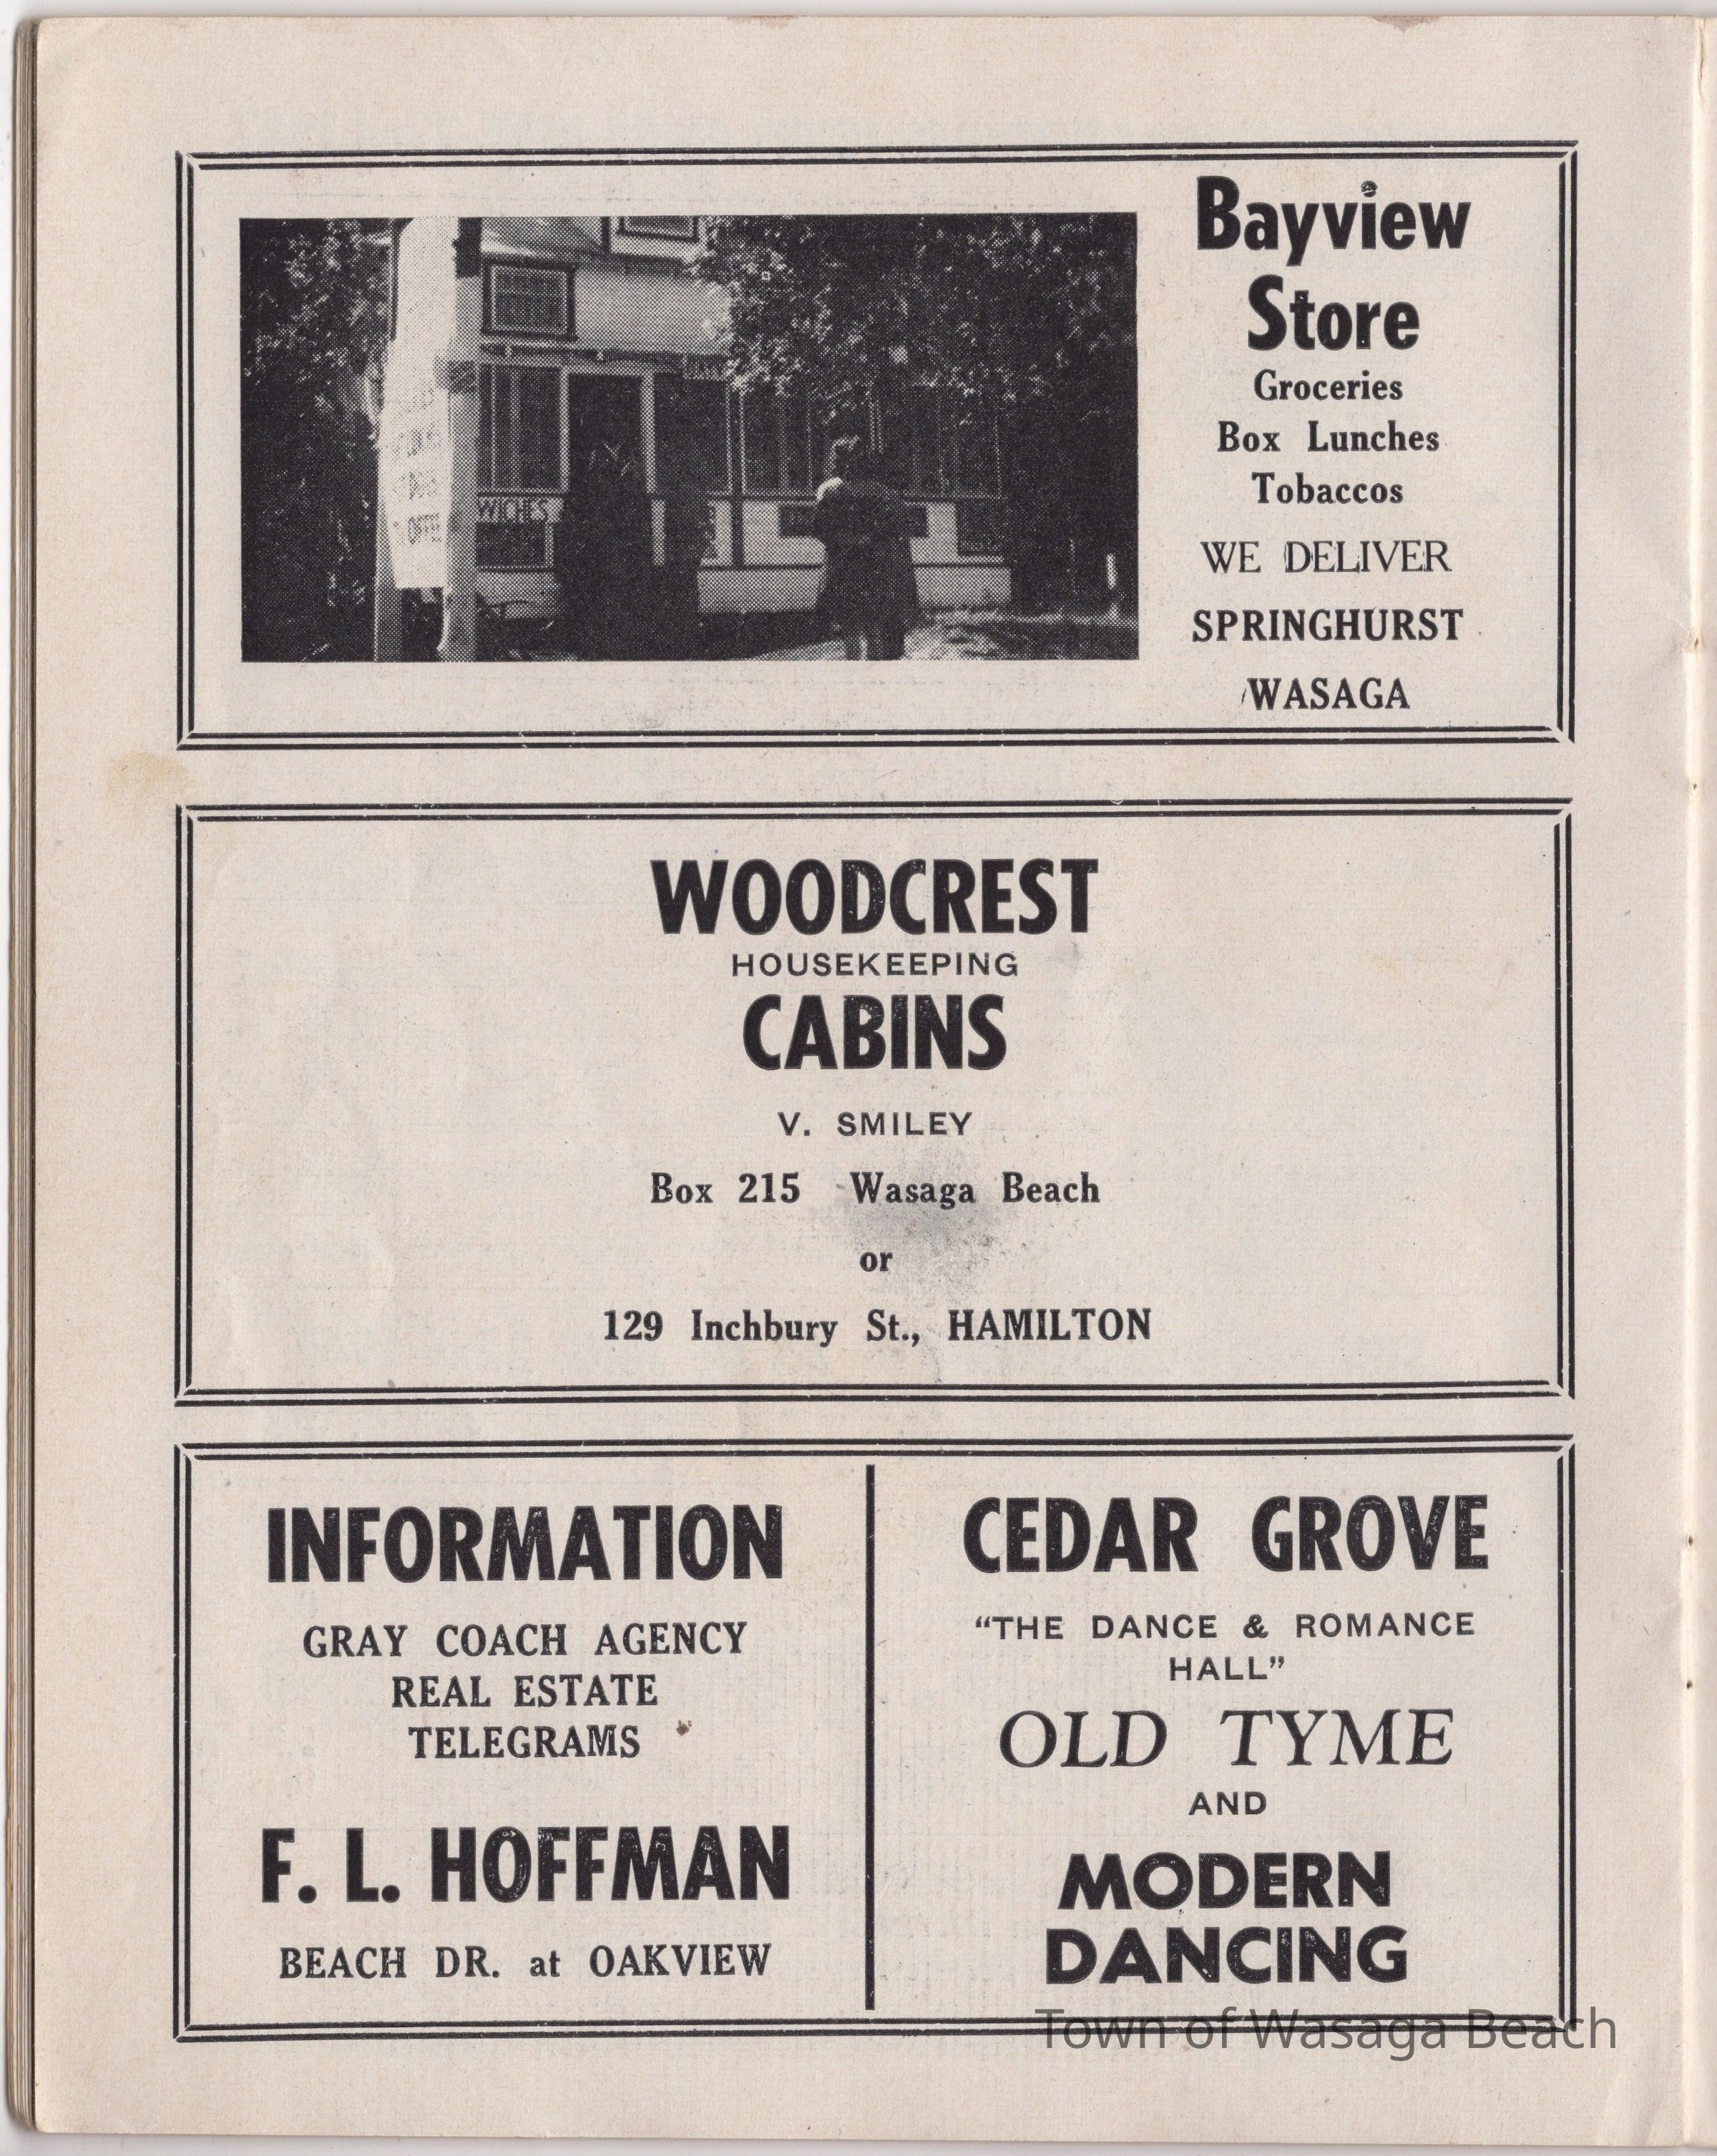 Bayview
Store
Groceries
Box Lunches
Tobaccos
WE DELIVER
SPRINGHURST
WASAGA
WICHES
WOODCREST
HOUSEKEEPING
CABINS
V. SMILEY
Box 215 Wasaga Beach
or
129 Inchbury St., HAMILTON
INFORMATION
GRAY COACH AGENCY
REAL ESTATE
TELEGRAMS
F. L. HOFFMAN
BEACH DR. at OAKVIEW
CEDAR GROVE
“THE DANCE & ROMANCE
HALL”
OLD TYME
AND
MODERN
DANCING
Town of Wasaga Beach